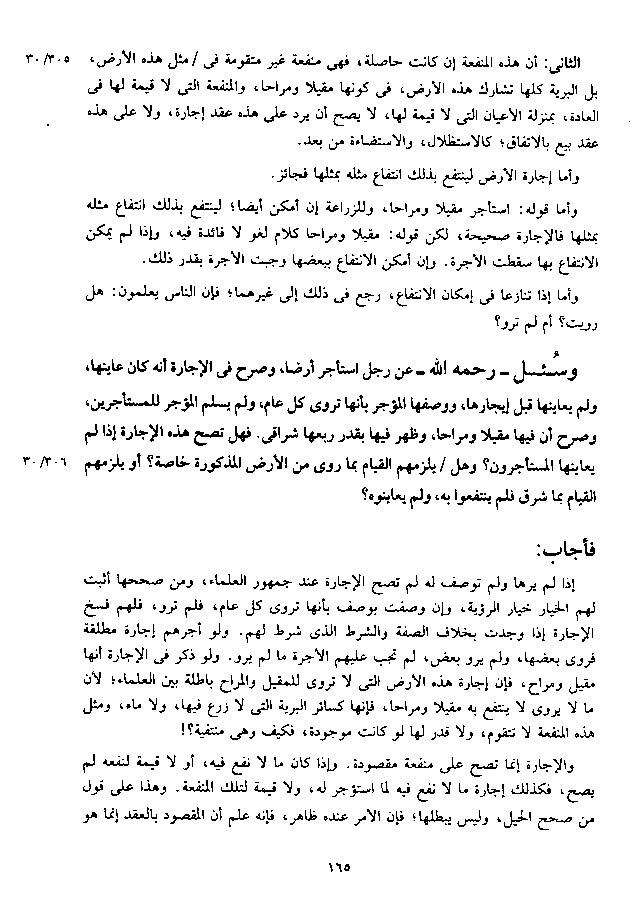 الثانى: أن هذه المنفعة إن كانت حاصلة، فهى منفعة غير متقومة فى / مثل هذه الأرض، ٣٠/٣٠٥
بل البرية كلها تشارك هذه الأرض، فى كونها مقيلا ومراحا، والمنفعة التى لا قيمة لها فى
العادة، بمنزلة الأعيان التى لا قيمة لها، لا يصح أن يرد على هذه عقد إجارة، ولا على هذه
عقد بيع بالاتفاق؛ كالاستظلال، والاستضاءة من بعد.
وأما إجارة الأرض لينتفع بذلك انتفاع مثله بمثلها فجائز.
وأما قوله: استأجر مقيلا ومراحا، وللزراعة إن أمكن أيضا؛ لينتفع بذلك انتفاع مثله
بمثلها فالإجارة صحيحة، لكن قوله: مقيلا ومراحا كلام لغو لا فائدة فيه، وإذا لم يمكن
الانتفاع بها سقطت الأجرة. وإن أمكن الانتفاع ببعضها وجبت الأجرة بقدر ذلك.
وأما إذا تنازعا فى إمكان الانتفاع، رجع فى ذلك إلى غيرهما؛ فإن الناس يعلمون: هل
رويت؟ أم لم ترو؟
وسُئل ـ رحمه الله ـ عن رجل استأجر أرضا، وصرح فى الإجارة أنه كان عاينها،
ولم يعاينها قبل إيجارها، ووصفها المؤجر بأنها تروى كل عام، ولم يسلم المؤجر للمستأجرين،
وصرح أن فيها مقيلا ومراحا، وظهر فيها بقدر ربعها شراقى. فهل تصح هذه الإجارة إذا لم
يعاينها المستأجرون؟ وهل / يلزمهم القيام بما روى من الأرض المذكورة خاصة؟ أو يلزمهم ٣٠/٣٠٦
القيام بما شرق فلم ينتفعوا به، ولم يعاينوه؟
فأجاب:
إذا لم يرها ولم توصف له لم تصح الإجارة عند جمهور العلماء، ومن صححها أثبت
لهم الخيار خيار الرؤية، وإن وصفت بوصف بأنها تروى كل عام، فلم ترو، فلهم فسخ
الإجارة إذا وجدت بخلاف الصفة والشرط الذى شرط لهم. ولو أجرهم إجارة مطلقة
فروى بعضها، ولم يرو بعض، لم تجب عليهم الأجرة ما لم يرو. ولو ذكر فى الإجارة أنها
مقيل ومراح، فإن إجارة هذه الأرض التى لا تروى للمقيل والمراح باطلة بين العلماء؛ لأن
ما لا يروى لا ينتفع به مقيلا ومراحا، فإنها كسائر البرية التى لا زرع فيها، ولا ماء، ومثل
هذه المنفعة لا تتقوم، ولا قدر لها لو كانت موجودة، فكيف وهى منتفية؟!
والإجارة إنما تصح على منفعة مقصودة. وإذا كان ما لا نفع فيه، أو لا قيمة لنفعه لم
يصح، فكذلك إجارة ما لا نفع فيه لما استؤجر له، ولا قيمة لتلك المنفعة. وهذا على قول
من صحح الحيل، وليس يبطلها؛ فإن الأمر عنده ظاهر، فإنه علم أن المقصود بالعقد إنما هو
١٦٥